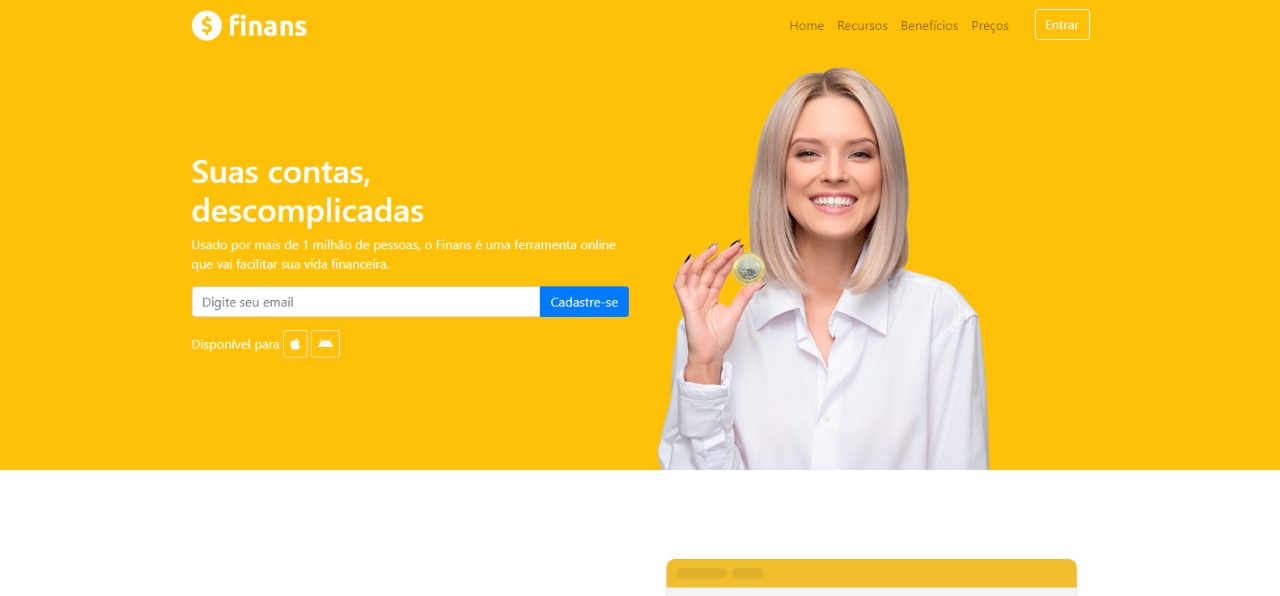 $ finans
Home Recursos Benefícios Preços Entrar
Suas contas,
descomplicadas
Usado por mais de 1 milhão de pessoas, o Finans é uma ferramenta online
que vai facilitar sua vida financeira.
Digite seu email Cadastre-se
Disponível para